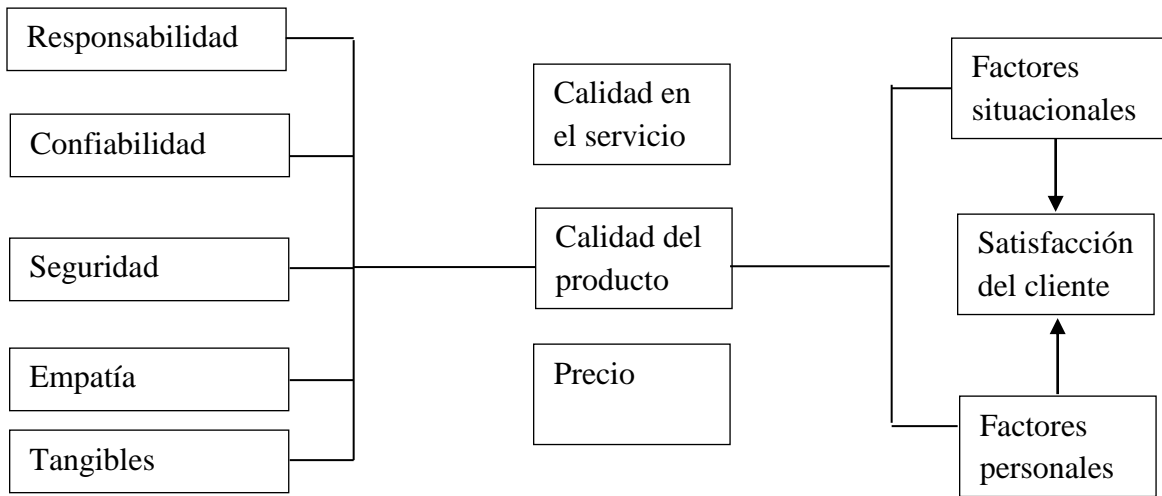 Responsabilidad
Confiabilidad
Seguridad
Empatía
Tangibles
Calidad en
el servicio
Calidad del
producto
Precio
Factores
situacionales
Satisfacción
del cliente
Factores
personales